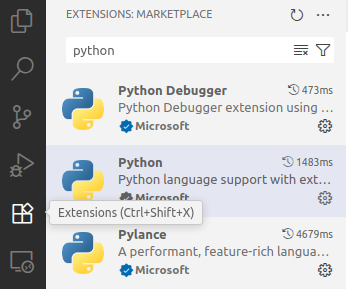 EXTENSIONS: MARKETPLACE
python
Python Debugger 473ms
Python Debugger extension using ...
Microsoft
Python 1483ms
Python language support with ext...
Microsoft
Extensions (Ctrl+Shift+X)
Pylance 4679ms
A performant, feature-rich langua...
Microsoft